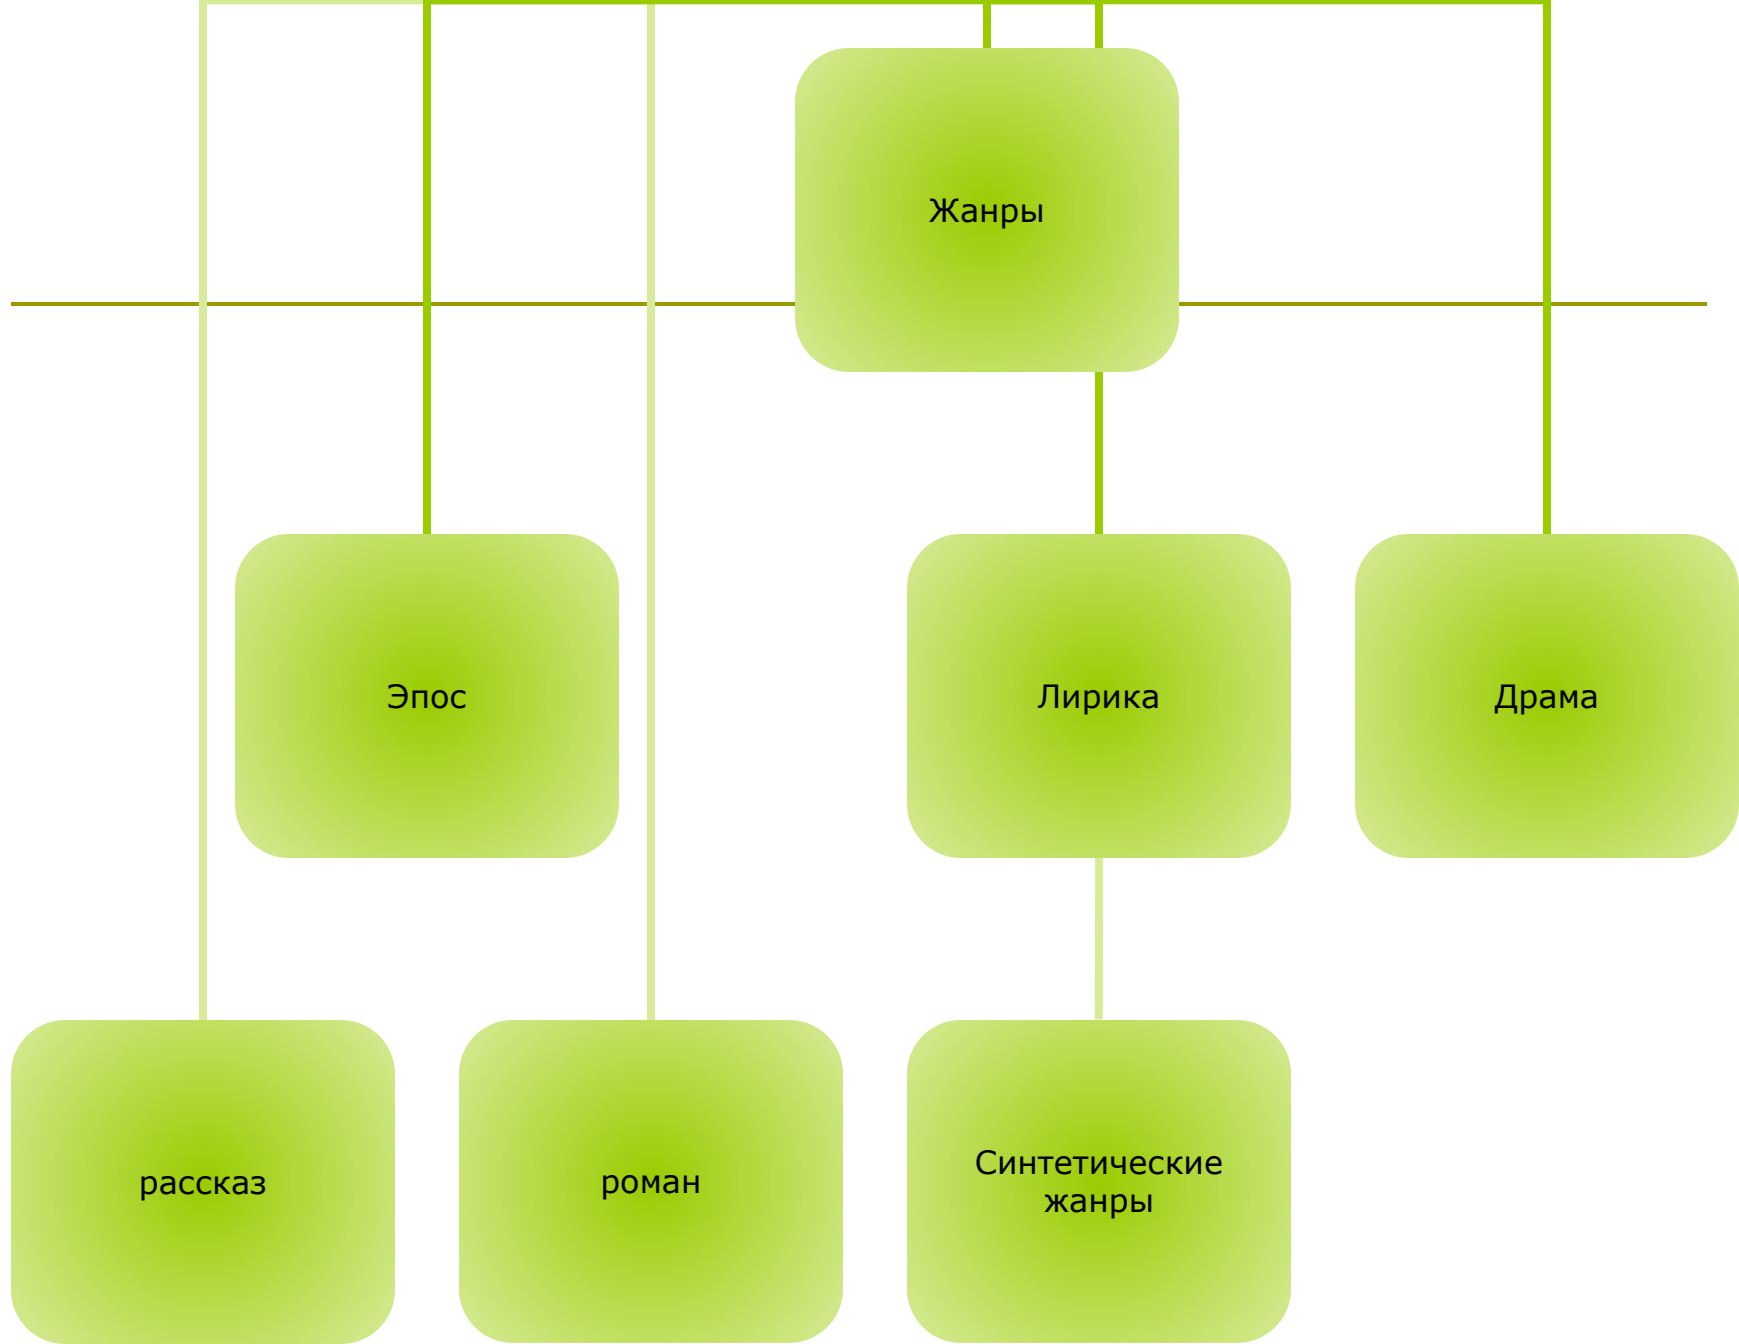 Жанры
Эпос
Лирика
Драма
рассказ
роман
Синтетические
жанры